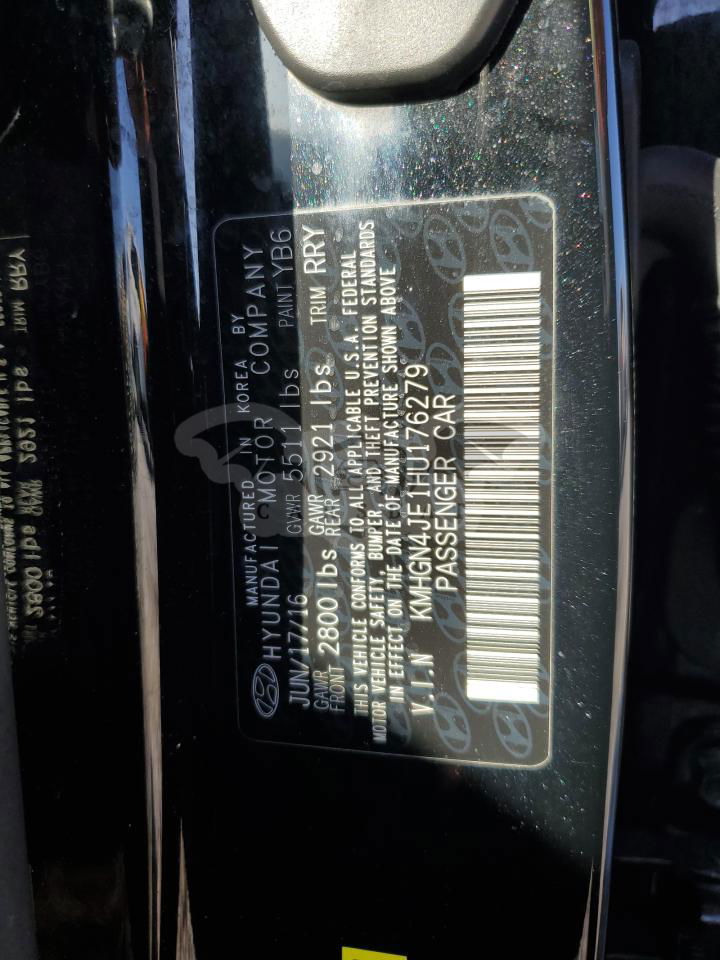 MANUFACTURED IN KOREA BY
HYUNDAI MOTOR COMPANY
JUN/17/16 GVWR 5511 lbs PAINT YB6
GAWR FRONT 2800 lbs GAWR REAR 2921 lbs TRIM RRY
THIS VEHICLE CONFORMS TO ALL APPLICABLE U.S.A. FEDERAL
MOTOR VEHICLE SAFETY, BUMPER, AND THEFT PREVENTION STANDARDS
IN EFFECT ON THE DATE OF MANUFACTURE SHOWN ABOVE
V.I.N KMHGN4JE1HU176279
PASSENGER CAR